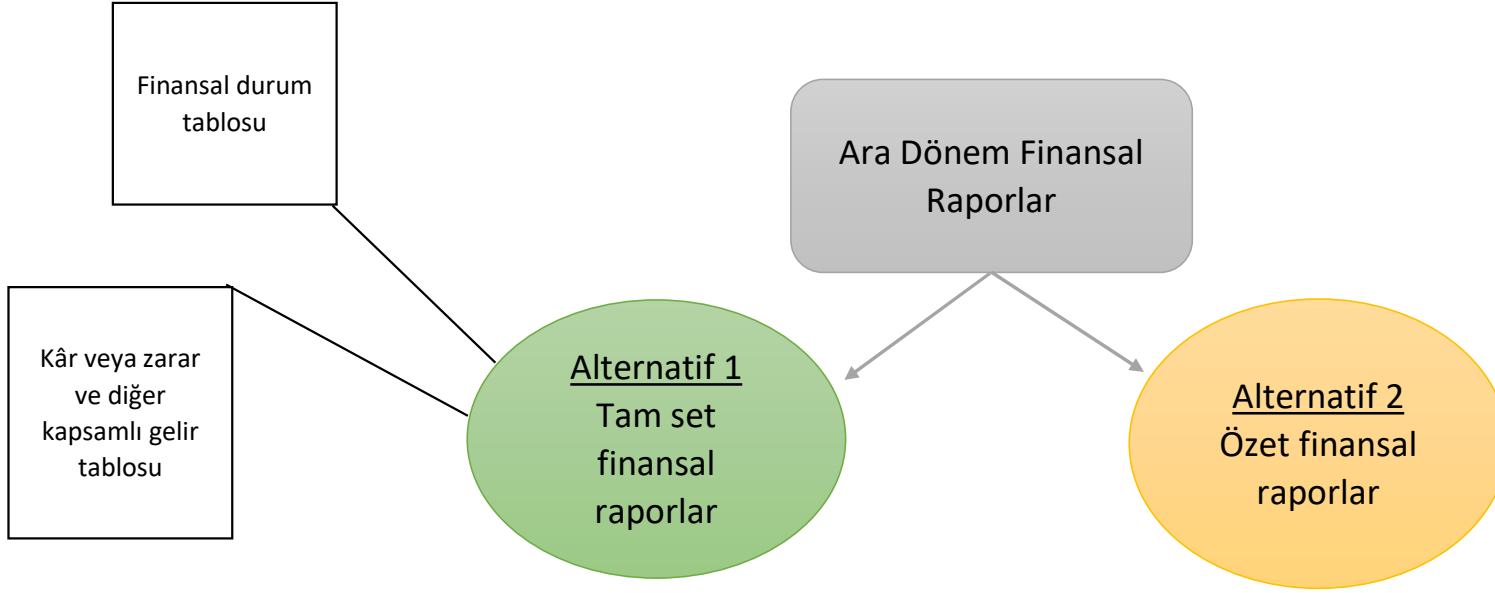 Finansal durum
tablosu
Ara Dönem Finansal
Raporlar
Kâr veya zarar
ve diğer
kapsamlı gelir
tablosu
Alternatif 1
Tam set
finansal
raporlar
Alternatif 2
Özet finansal
raporlar